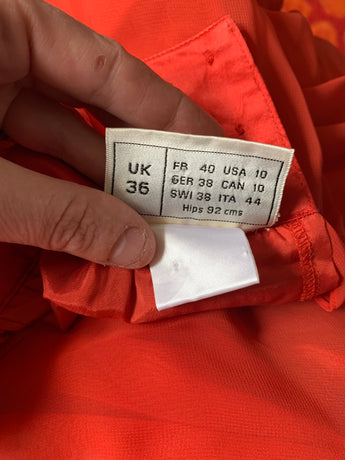 UK
36
FR 40 USA 10
GER 38 CAN 10
SWI 38 ITA 44
Hips 92 cms